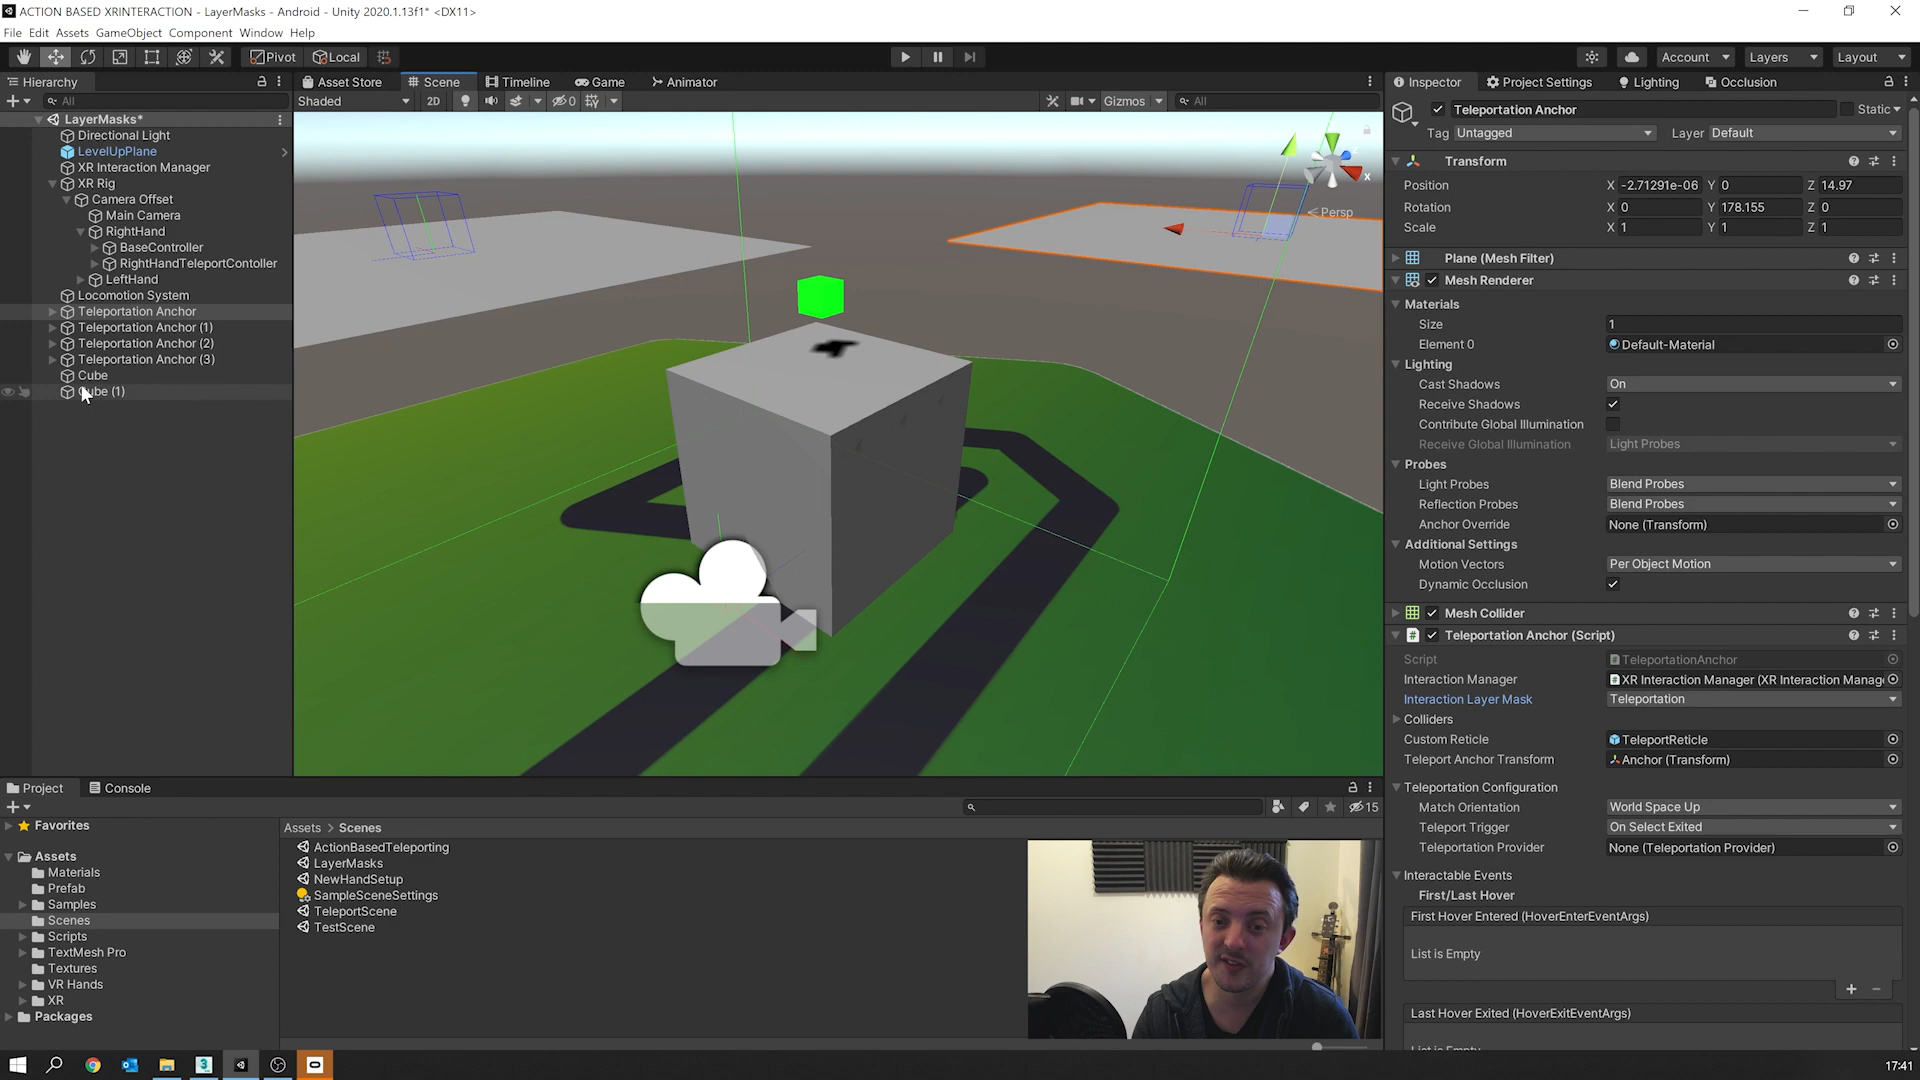 ACTION BASED XRINTERACTION - LayerMasks - Android - Unity 2020.1.13f1* <DX11>
File Edit Assets GameObject Component Window Help
Pivot Local Account Layers Layout
Hierarchy
All
LayerMasks*
Directional Light
LevelUpPlane
XR Interaction Manager
XR Rig
Camera Offset
Main Camera
RightHand
BaseController
RightHandTeleportContoller
LeftHand
Locomotion System
Teleportation Anchor
Teleportation Anchor (1)
Teleportation Anchor (2)
Teleportation Anchor (3)
Cube
Cube (1)
Asset Store Scene Timeline Game Animator
Shaded 2D 0 Gizmos All
x
< Persp
Inspector Project Settings Lighting Occlusion
Teleportation Anchor Static
Tag Untagged Layer Default
Transform
Position X -2.71291e-06 Y 0 Z 14.97
Rotation X 0 Y 178.155 Z 0
Scale X 1 Y 1 Z 1
Plane (Mesh Filter)
Mesh Renderer
Materials
Size 1
Element 0 Default-Material
Lighting
Cast Shadows On
Receive Shadows
Contribute Global Illumination
Receive Global Illumination Light Probes
Probes
Light Probes Blend Probes
Reflection Probes Blend Probes
Anchor Override None (Transform)
Additional Settings
Motion Vectors Per Object Motion
Dynamic Occlusion
Mesh Collider
Teleportation Anchor (Script)
Script TeleportationAnchor
Interaction Manager XR Interaction Manager (XR Interaction Manag
Interaction Layer Mask Teleportation
Colliders
Custom Reticle TeleportReticle
Teleport Anchor Transform Anchor (Transform)
Teleportation Configuration
Match Orientation World Space Up
Teleport Trigger On Select Exited
Teleportation Provider None (Teleportation Provider)
Interactable Events
First/Last Hover
First Hover Entered (HoverEnterEventArgs)
List is Empty
Last Hover Exited (HoverExitEventArgs)
List is Empty
Project Console
15
Favorites
Assets
Materials
Prefab
Samples
Scenes
Scripts
TextMesh Pro
Textures
VR Hands
XR
Packages
Assets > Scenes
ActionBasedTeleporting
LayerMasks
NewHandSetup
SampleSceneSettings
TeleportScene
TestScene
17:41